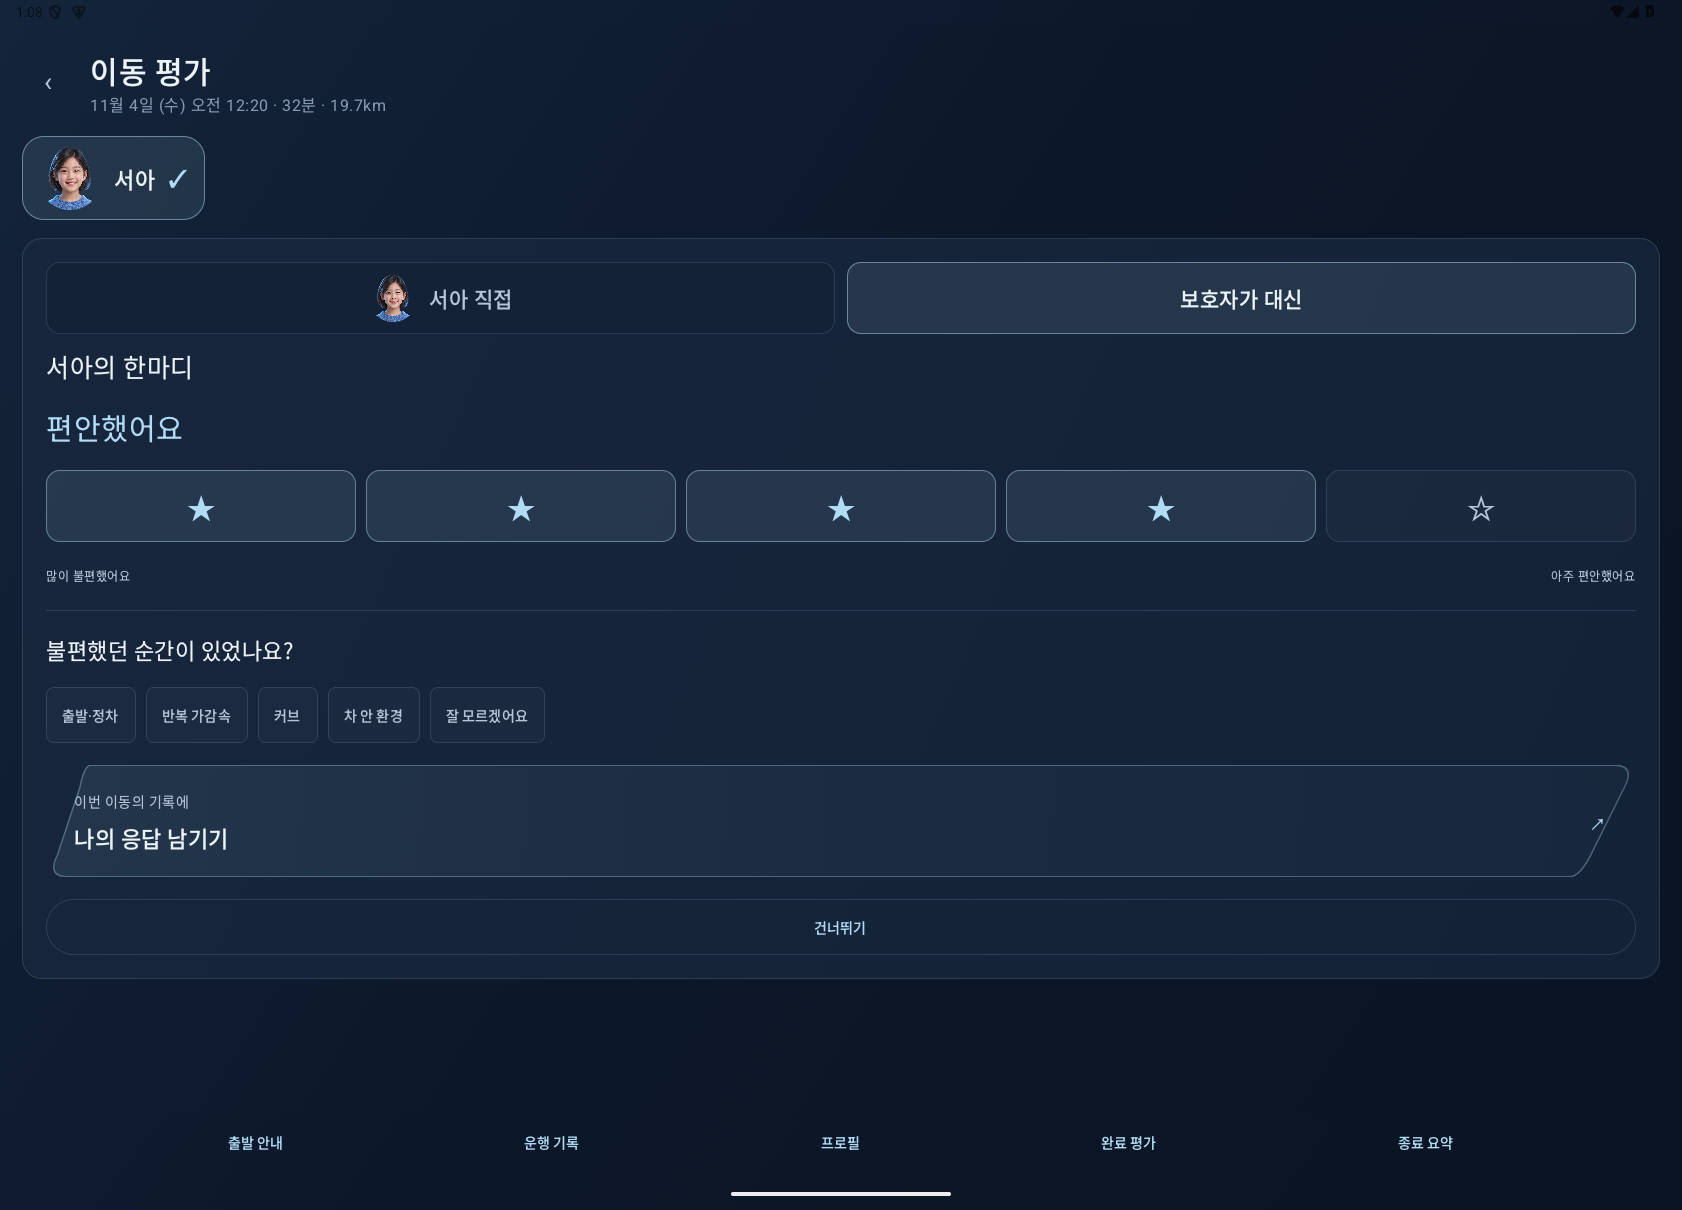 1:08
‹
이동 평가
11월 4일 (수) 오전 12:20 · 32분 · 19.7km
서아 ✓
서아 직접
보호자가 대신
서아의 한마디
편안했어요
★ ★ ★ ★ ☆
많이 불편했어요
아주 편안했어요
불편했던 순간이 있었나요?
출발·정차
반복 가감속
커브
차 안 환경
잘 모르겠어요
이번 이동의 기록에
나의 응답 남기기
↗
건너뛰기
출발 안내
운행 기록
프로필
완료 평가
종료 요약